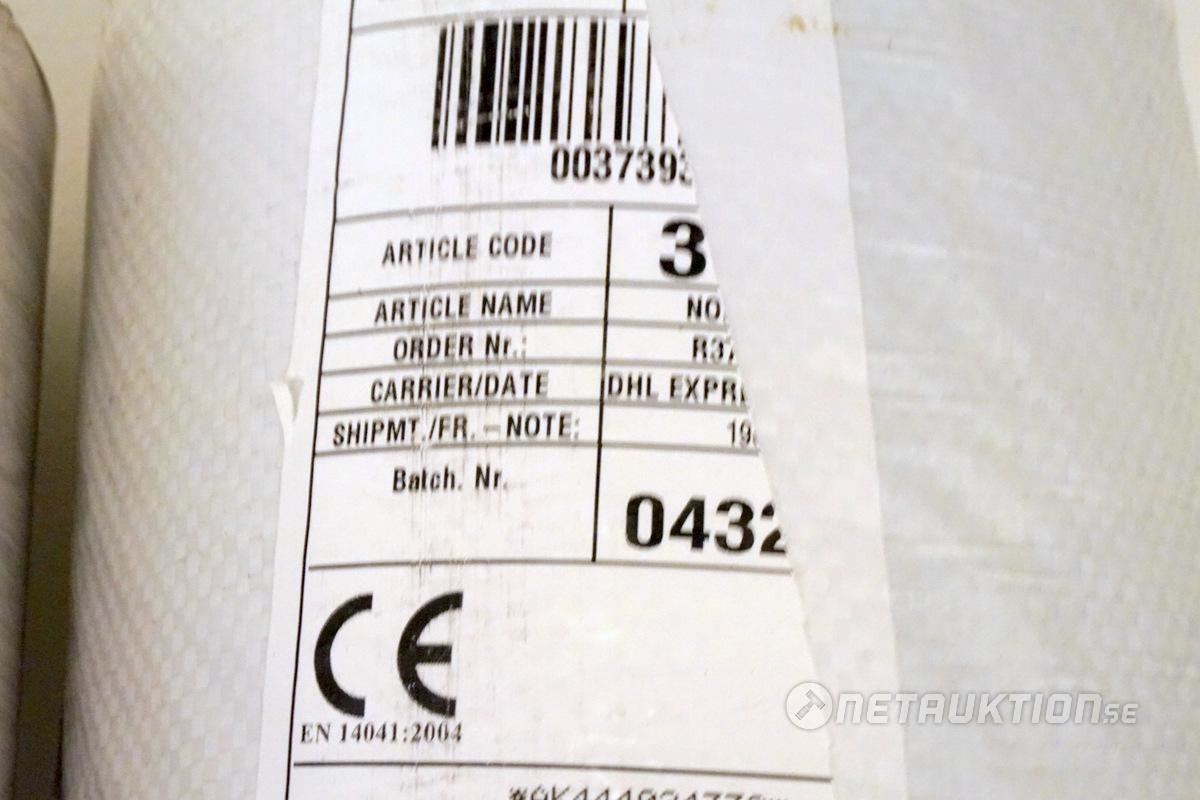 003739
ARTICLE CODE 3
ARTICLE NAME NO
ORDER Nr.: R37
CARRIER/DATE DHL EXPR
SHIPMT./FR. - NOTE: 19
Batch. Nr.
0432
CE
EN 14041:2004
NETAUKTION.SE